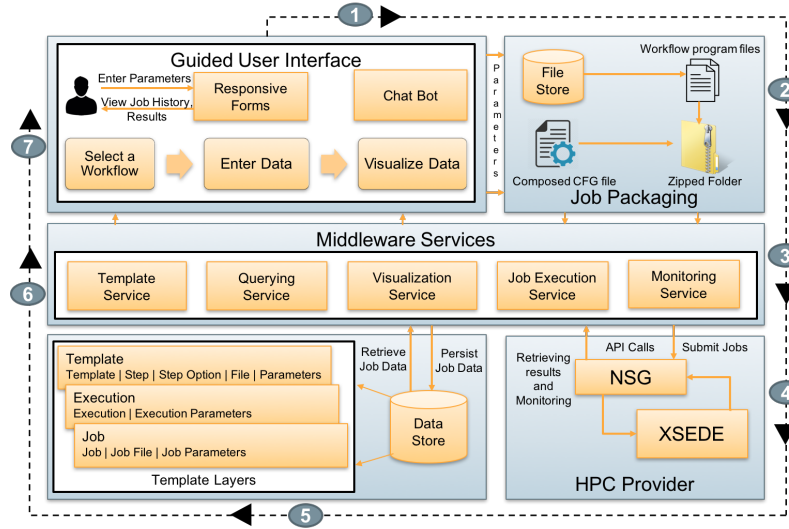 1
Guided User Interface
Enter Parameters
View Job History,
Results
Responsive
Forms
Chat Bot
Select a
Workflow
Enter Data
Visualize Data
Parameters
File
Store
Workflow program files
Composed CFG file
Zipped Folder
Job Packaging
2
7
Middleware Services
Template
Service
Querying
Service
Visualization
Service
Job Execution
Service
Monitoring
Service
3
6
Template
Template | Step | Step Option | File | Parameters
Execution
Execution | Execution Parameters
Job
Job | Job File | Job Parameters
Template Layers
Retrieve
Job Data
Persist
Job Data
Data
Store
Retrieving
results
and
Monitoring
API Calls
Submit Jobs
NSG
XSEDE
HPC Provider
4
5